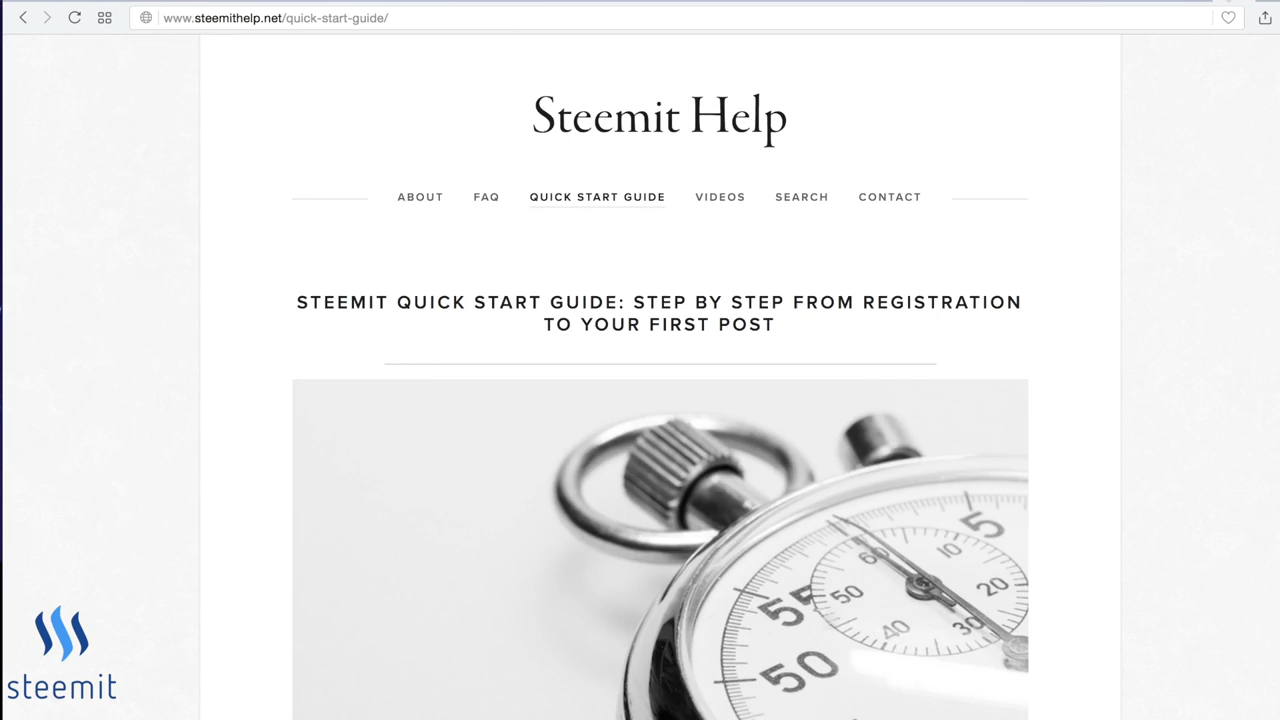 www.steemithelp.net/quick-start-guide/
Steemit Help
ABOUT FAQ QUICK START GUIDE VIDEOS SEARCH CONTACT
STEEMIT QUICK START GUIDE: STEP BY STEP FROM REGISTRATION
TO YOUR FIRST POST
5
60 10
55 50 20
40 30
50
steemit